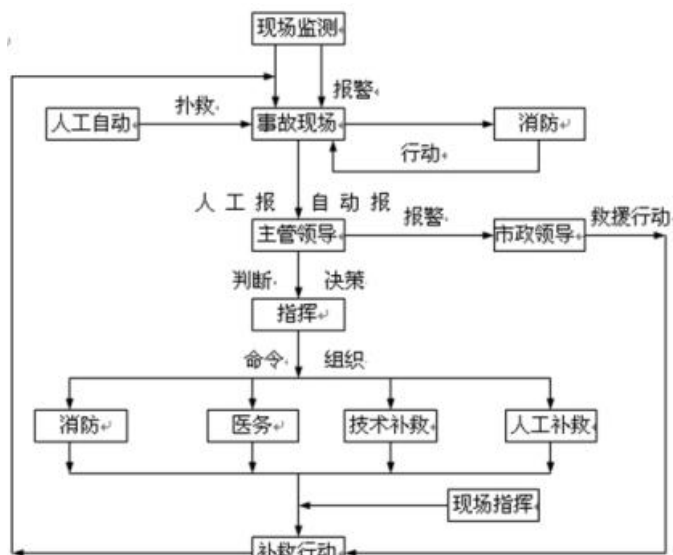 现场监测
报警
人工自动 扑救 事故现场 消防
行动
人工报 自动报
主管领导 报警 市政领导 救援行动
判断 决策
指挥
命令 组织
消防 医务 技术补救 人工补救
现场指挥
补救行动